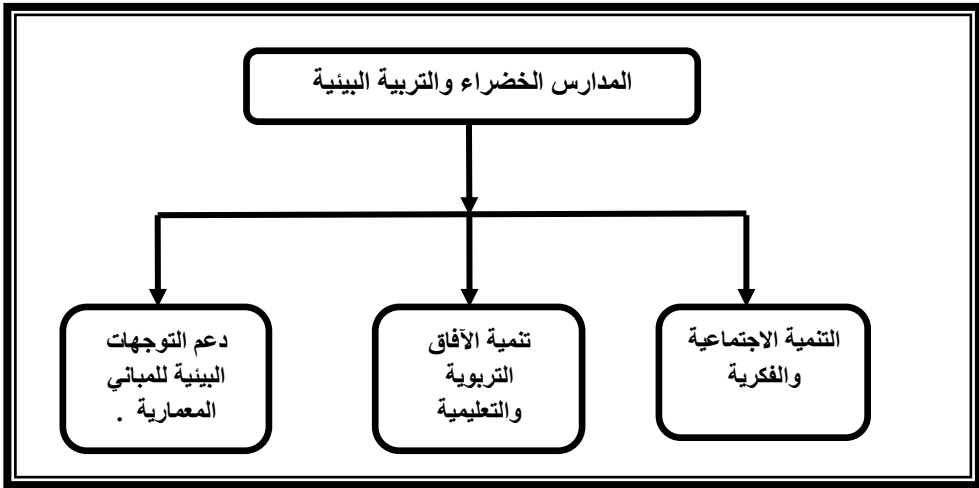 المدارس الخضراء والتربية البيئية
التنمية الاجتماعية
والفكرية
تنمية الآفاق
التربوية
والتعليمية
دعم التوجهات
البيئية للمباني
المعمارية .